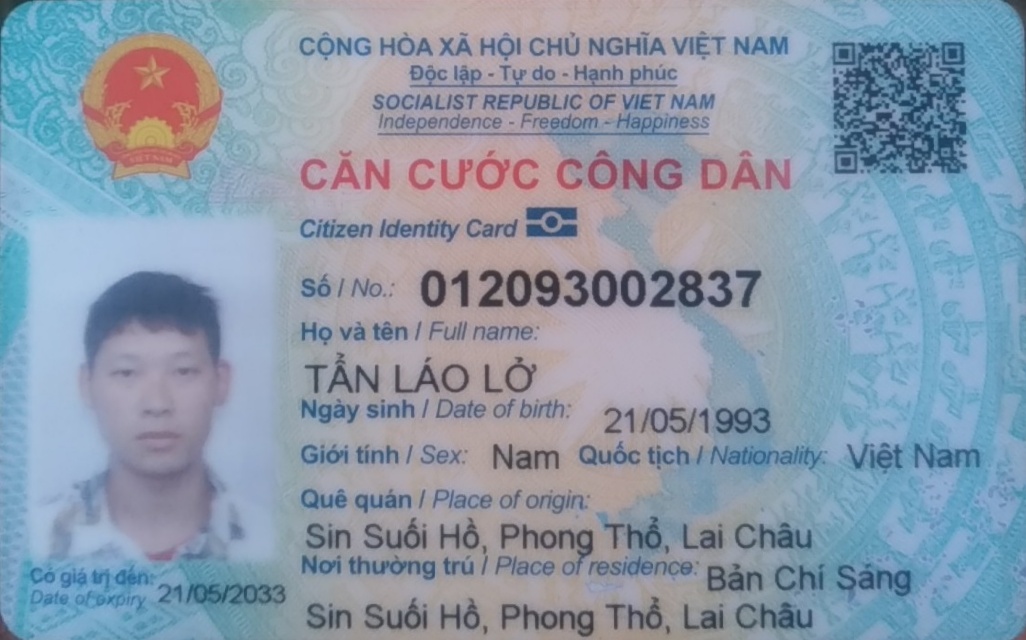 CỘNG HÒA XÃ HỘI CHỦ NGHĨA VIỆT NAM
Độc lập - Tự do - Hạnh phúc
SOCIALIST REPUBLIC OF VIET NAM
Independence - Freedom - Happiness
CĂN CƯỚC CÔNG DÂN
Citizen Identity Card
Số / No.: 012093002837
Họ và tên / Full name:
TẨN LÁO LỞ
Ngày sinh / Date of birth: 21/05/1993
Giới tính / Sex: Nam Quốc tịch / Nationality: Việt Nam
Quê quán / Place of origin:
Sin Suối Hồ, Phong Thổ, Lai Châu
Nơi thường trú / Place of residence: Bản Chí Sáng
Sin Suối Hồ, Phong Thổ, Lai Châu
Có giá trị đến: 21/05/2033
Date of expiry
VIET NAM